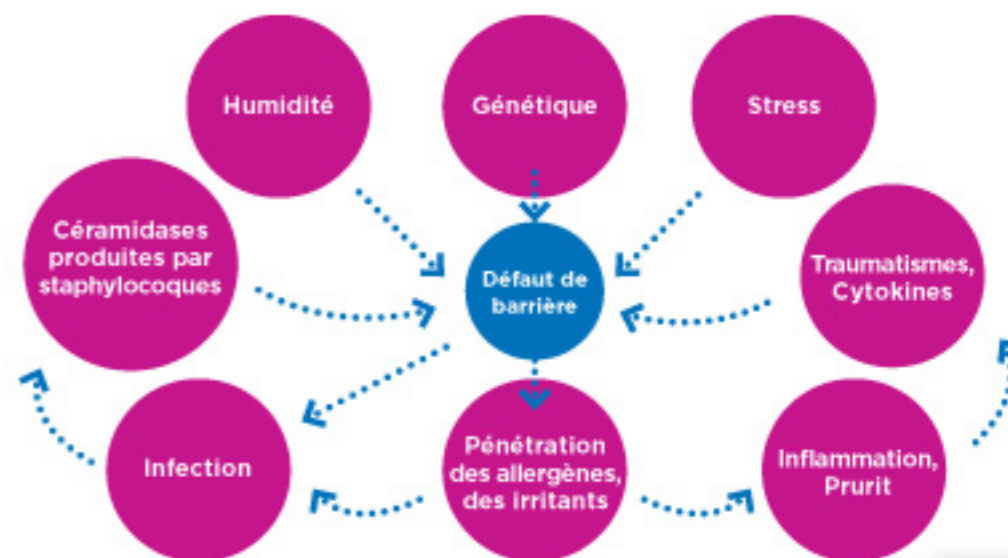 Humidité
Génétique
Stress
Céramidases
produites par
staphylocoques
Défaut de
barrière
Traumatismes,
Cytokines
Infection
Pénétration
des allergènes,
des irritants
Inflammation,
Prurit